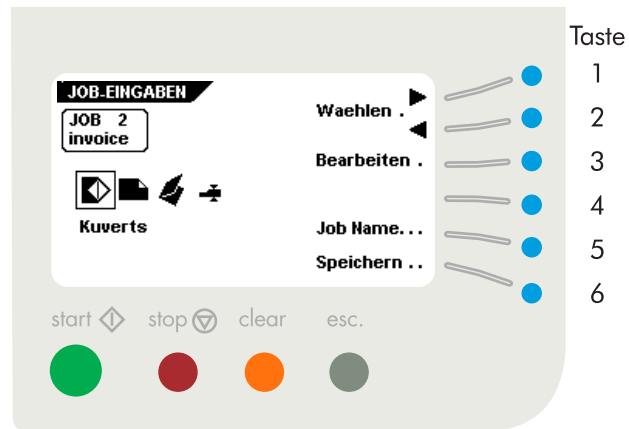 Taste
JOB-EINGABEN
JOB 2
invoice
Waehlen .
Bearbeiten .
Kuverts
Job Name...
Speichern ..
1
2
3
4
5
6
start stop clear esc.